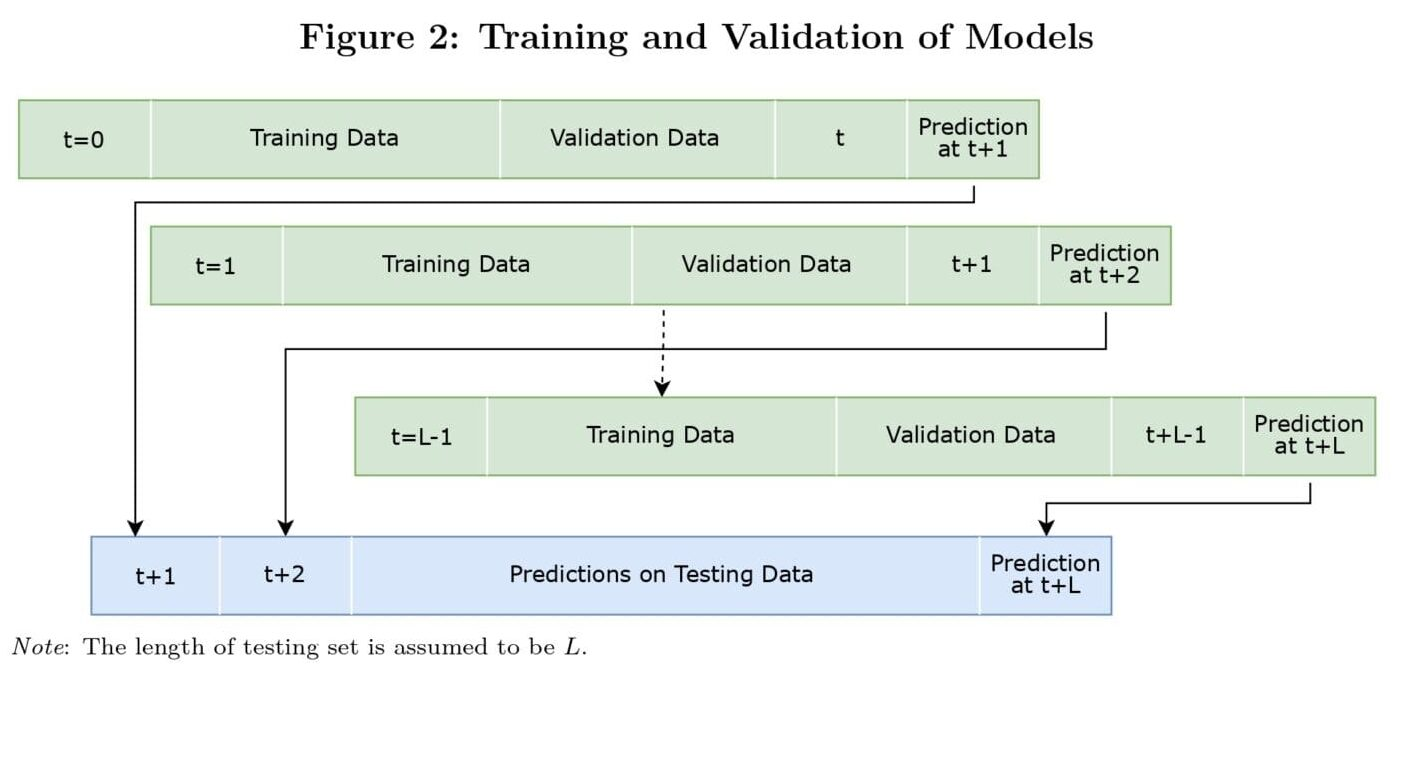 Figure 2: Training and Validation of Models
t=0
Training Data
Validation Data
t
Prediction
at t+1
t=1
Training Data
Validation Data
t+1
Prediction
at t+2
t=L-1
Training Data
Validation Data
t+L-1
Prediction
at t+L
t+1
t+2
Predictions on Testing Data
Prediction
at t+L
Note: The length of testing set is assumed to be L.